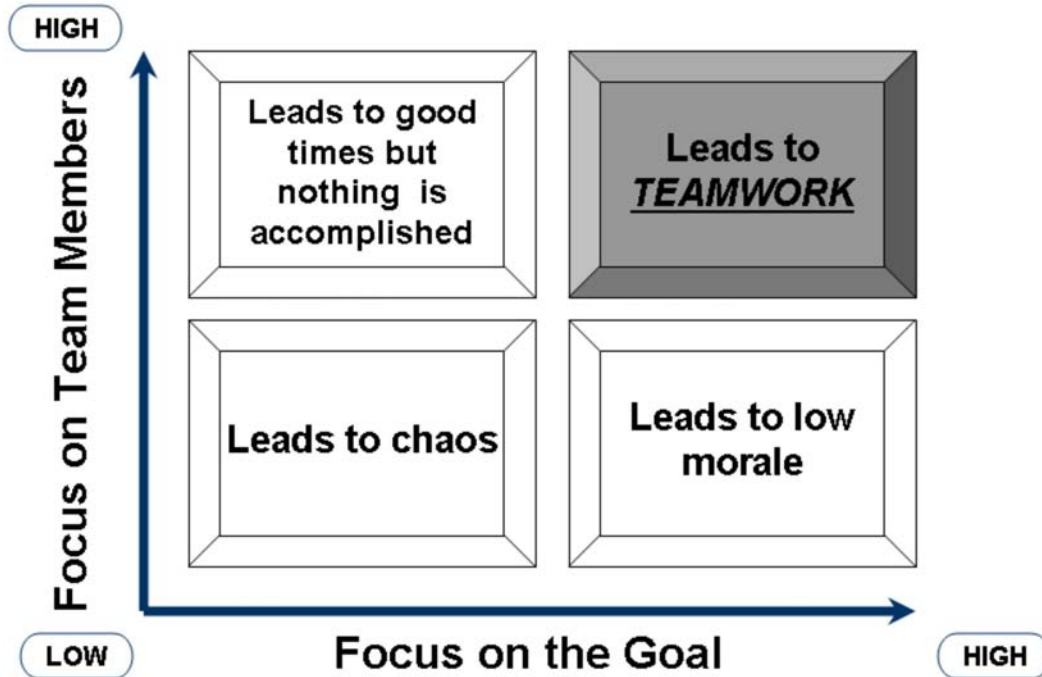 HIGH
Focus on Team Members
Leads to good
times but
nothing is
accomplished
Leads to
TEAMWORK
Leads to chaos
Leads to low
morale
LOW
Focus on the Goal
HIGH